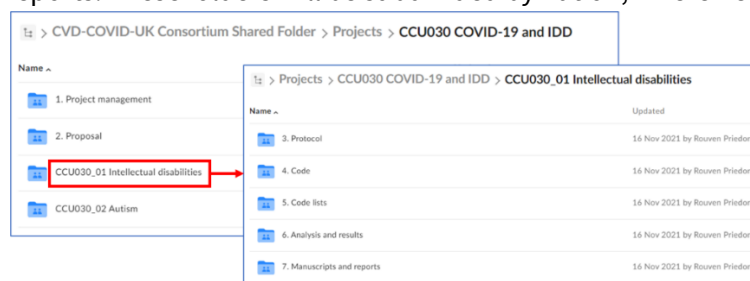 > CVD-COVID-UK Consortium Shared Folder > Projects > CCU030 COVID-19 and IDD
Name
1. Project management
2. Proposal
CCU030_01 Intellectual disabilities
CCU030_02 Autism
> Projects > CCU030 COVID-19 and IDD > CCU030_01 Intellectual disabilities
Name Updated
3. Protocol 16 Nov 2021 by Rouven Priedon
4. Code 16 Nov 2021 by Rouven Priedon
5. Code lists 16 Nov 2021 by Rouven Priedon
6. Analysis and results 16 Nov 2021 by Rouven Priedon
7. Manuscripts and reports 16 Nov 2021 by Rouven Priedon